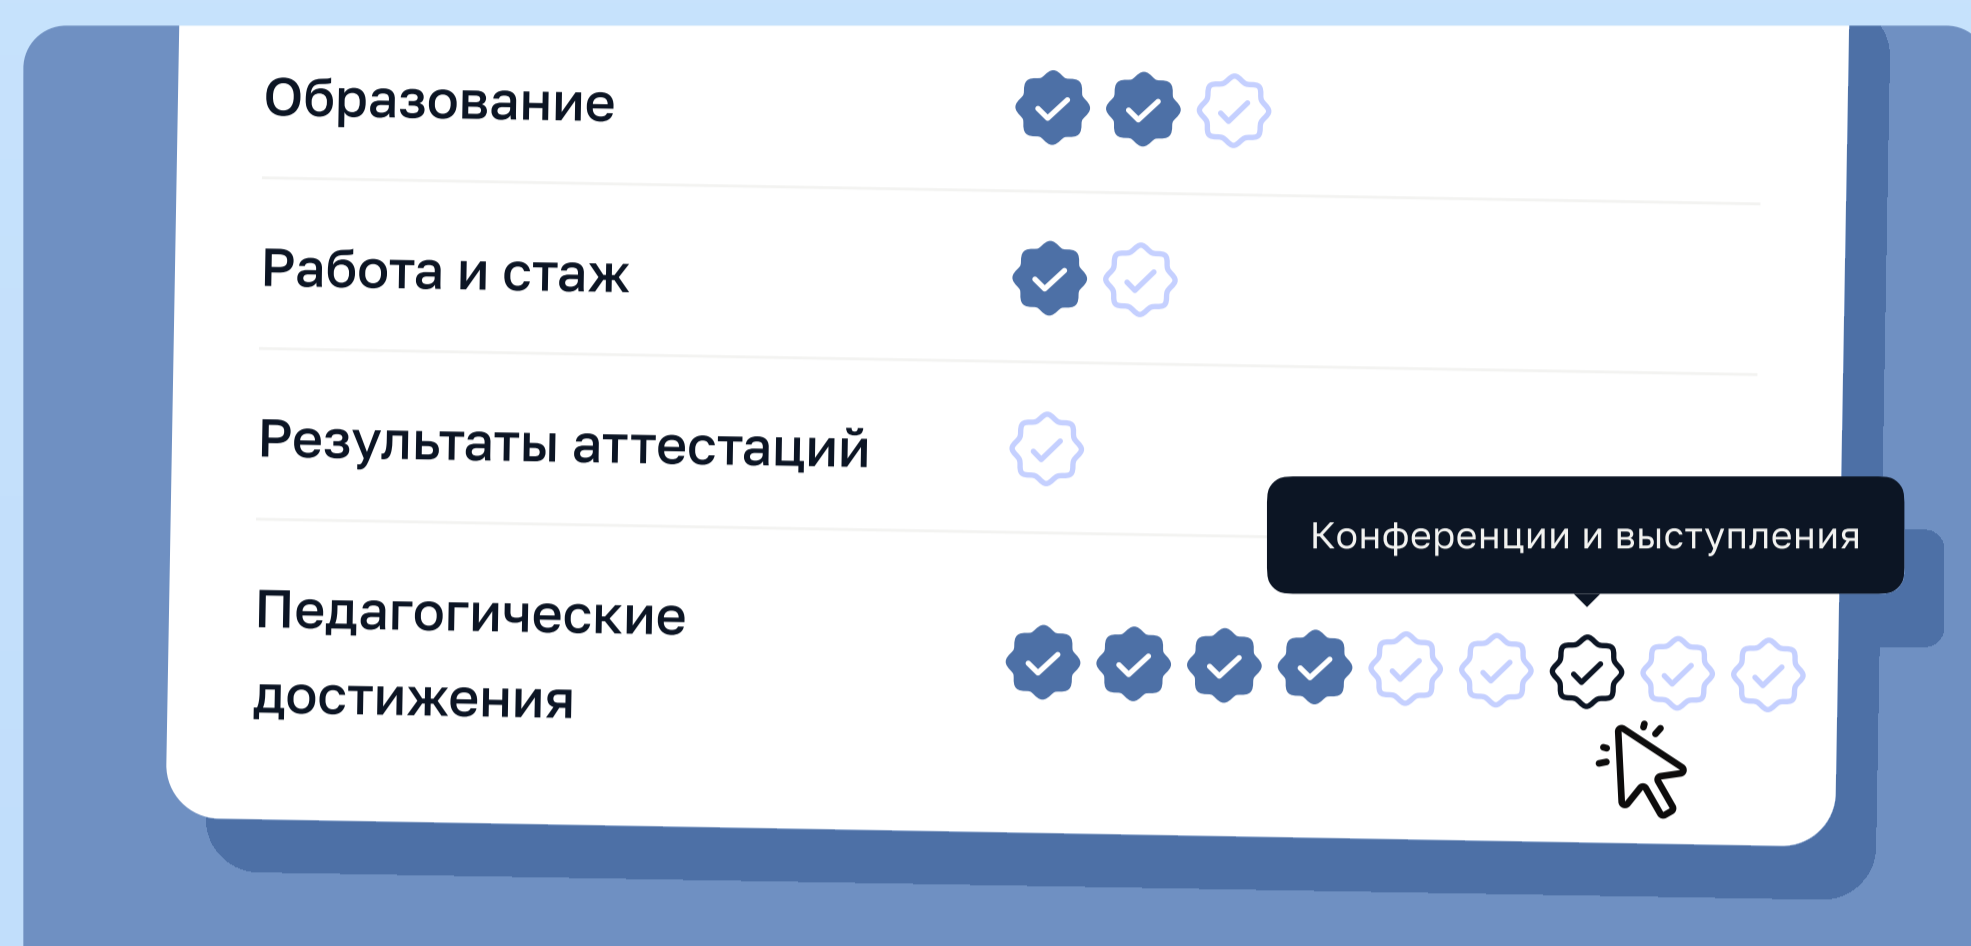 Образование
Работа и стаж
Результаты аттестаций
Конференции и выступления
Педагогические
достижения